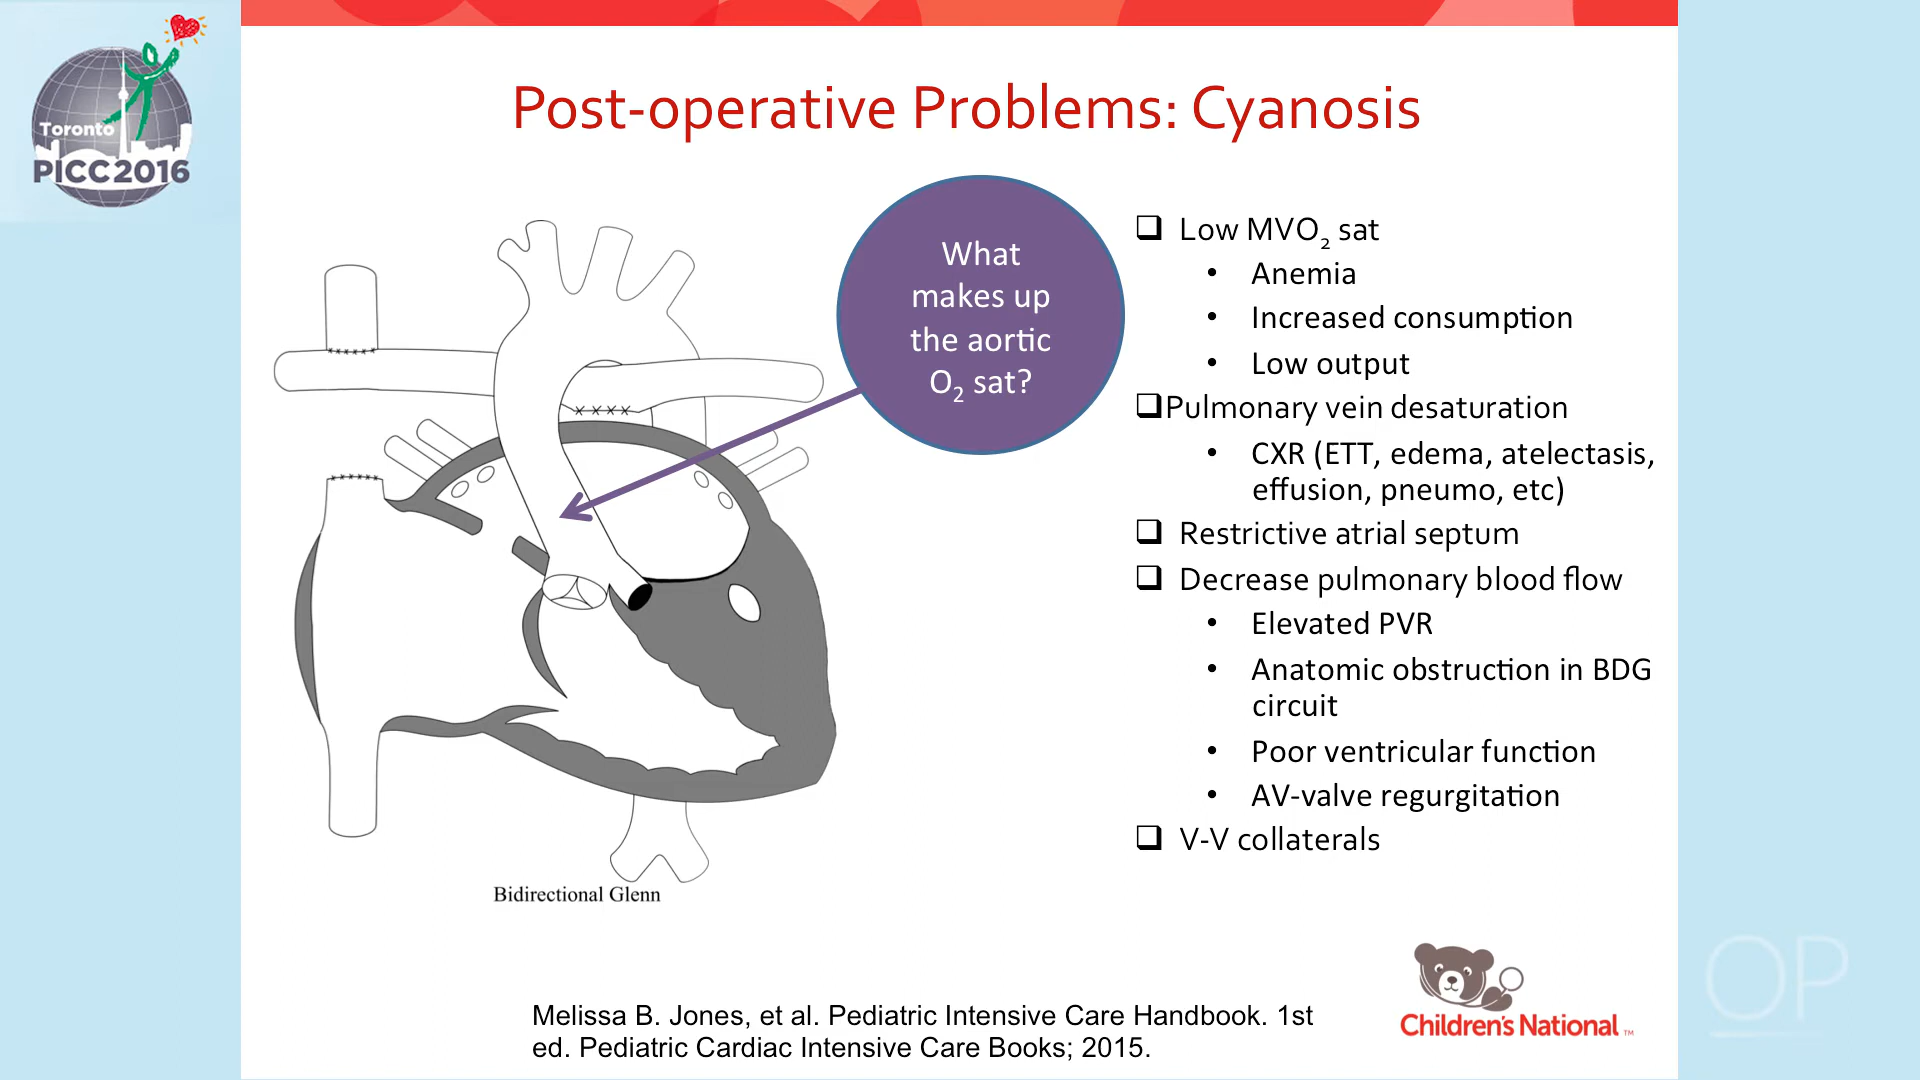 Toronto
PICC2016
Post-operative Problems: Cyanosis
What
makes up
the aortic
O₂ sat?
❑ Low MVO₂ sat
• Anemia
• Increased consumption
• Low output
❑Pulmonary vein desaturation
• CXR (ETT, edema, atelectasis,
effusion, pneumo, etc)
❑ Restrictive atrial septum
❑ Decrease pulmonary blood flow
• Elevated PVR
• Anatomic obstruction in BDG
circuit
• Poor ventricular function
• AV-valve regurgitation
❑ V-V collaterals
Bidirectional Glenn
Melissa B. Jones, et al. Pediatric Intensive Care Handbook. 1st
ed. Pediatric Cardiac Intensive Care Books; 2015.
Children's National ™
OP